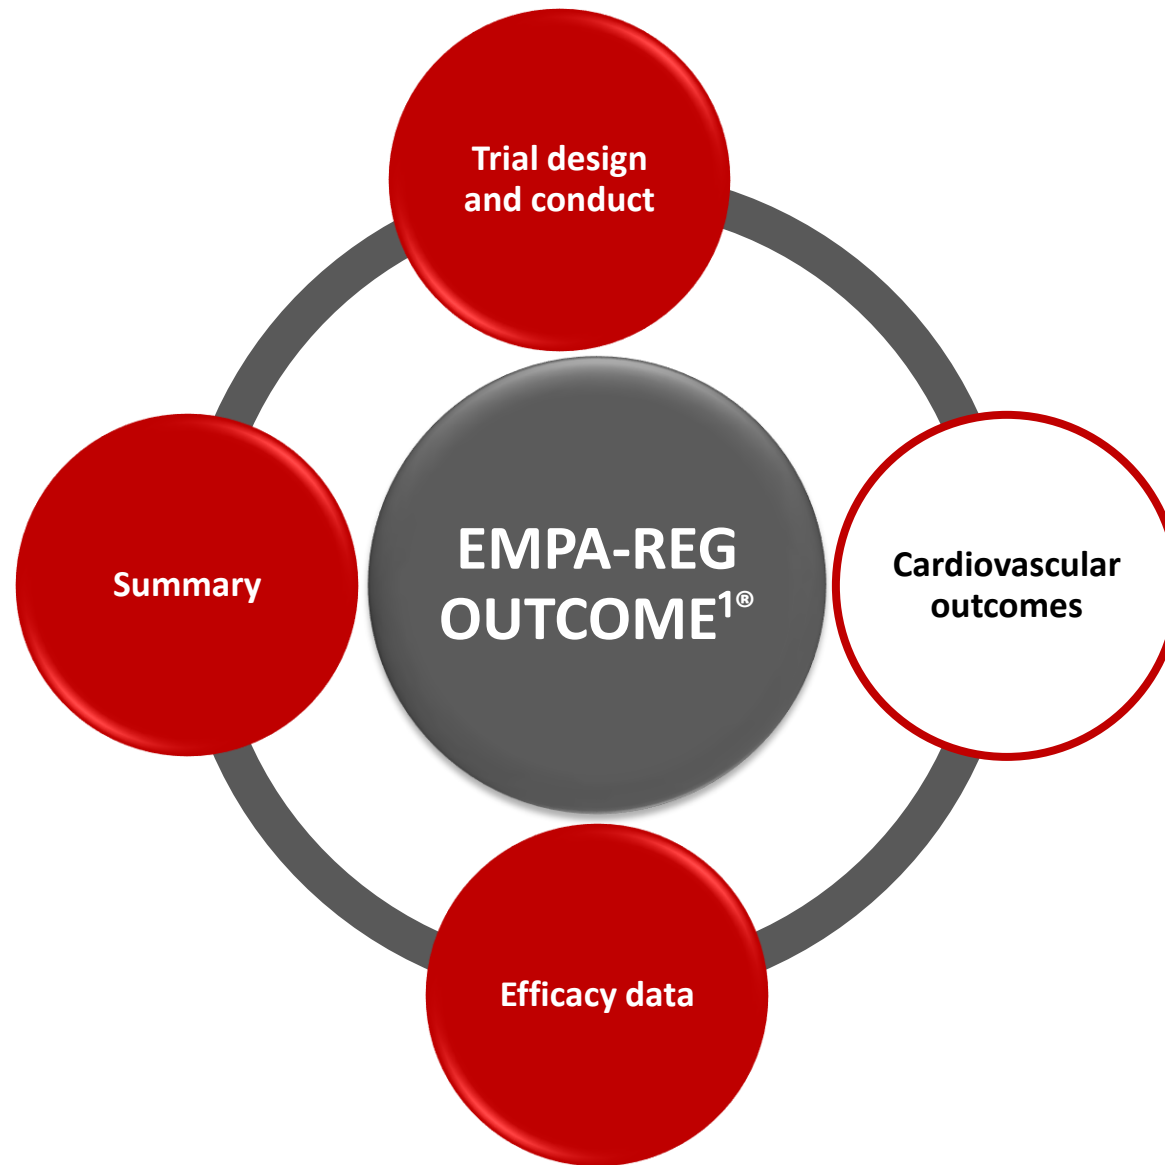 Trial design
and conduct
EMPA-REG
OUTCOME¹®
Cardiovascular
outcomes
Summary
Efficacy data